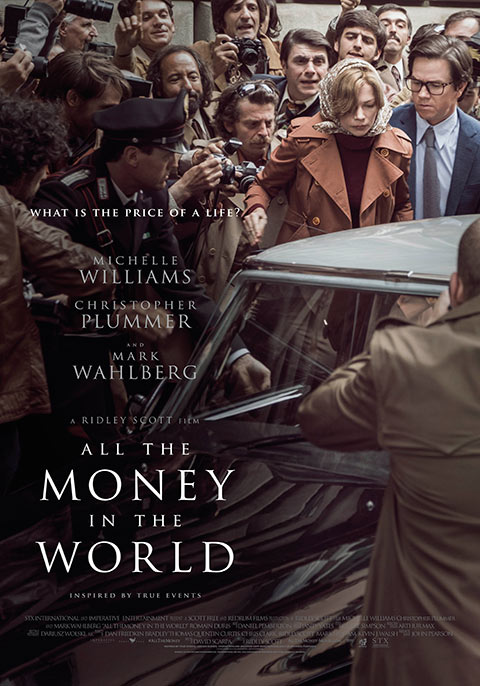 WHAT IS THE PRICE OF A LIFE?
MICHELLE
WILLIAMS
CHRISTOPHER
PLUMMER
AND
MARK
WAHLBERG
A RIDLEY SCOTT FILM
ALL THE
MONEY
IN THE
WORLD
INSPIRED BY TRUE EVENTS